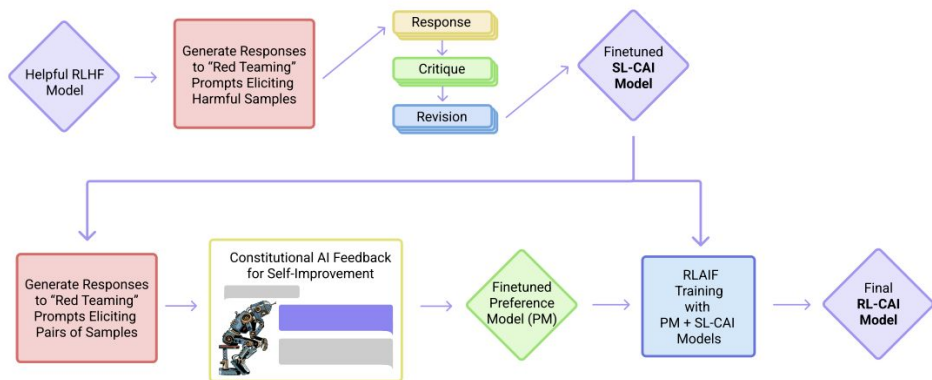 Helpful RLHF
Model
Generate Responses
to “Red Teaming”
Prompts Eliciting
Harmful Samples
Response
Critique
Revision
Finetuned
SL-CAI
Model
Generate Responses
to “Red Teaming”
Prompts Eliciting
Pairs of Samples
Constitutional AI Feedback
for Self-Improvement
Finetuned
Preference
Model (PM)
RLAIF
Training
with
PM + SL-CAI
Models
Final
RL-CAI
Model